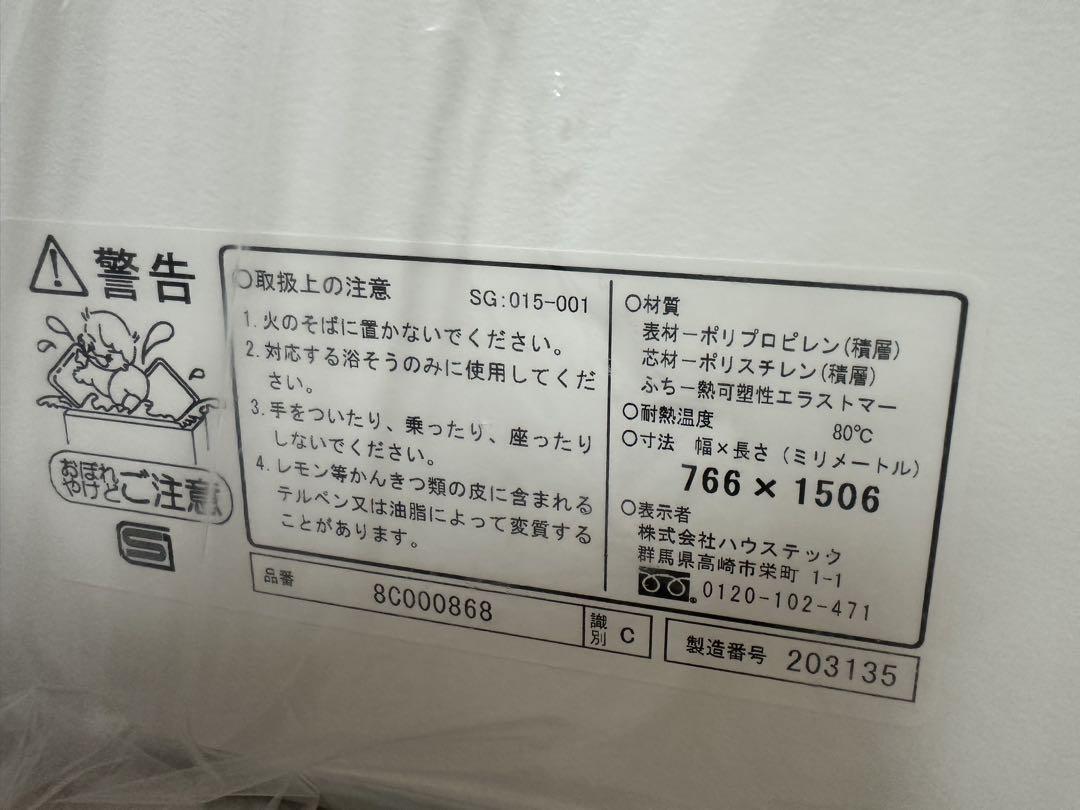 警告
おぼれ
やけど
ご注意
S
○取扱上の注意 SG:015-001
1.火のそばに置かないでください。
2.対応する浴そうのみに使用してくだ
さい。
3.手をついたり、乗ったり、座ったり
しないでください。
4.レモン等かんきつ類の皮に含まれる
テルペン又は油脂によって変質する
ことがあります。
○材質
表材－ポリプロピレン(積層)
芯材－ポリスチレン(積層)
ふち－熱可塑性エラストマー
○耐熱温度 80℃
○寸法 幅×長さ (ミリメートル)
766×1506
○表示者
株式会社ハウステック
群馬県高崎市栄町 1-1
0120-102-471
品番 8C000868
識別 C
製造番号 203135